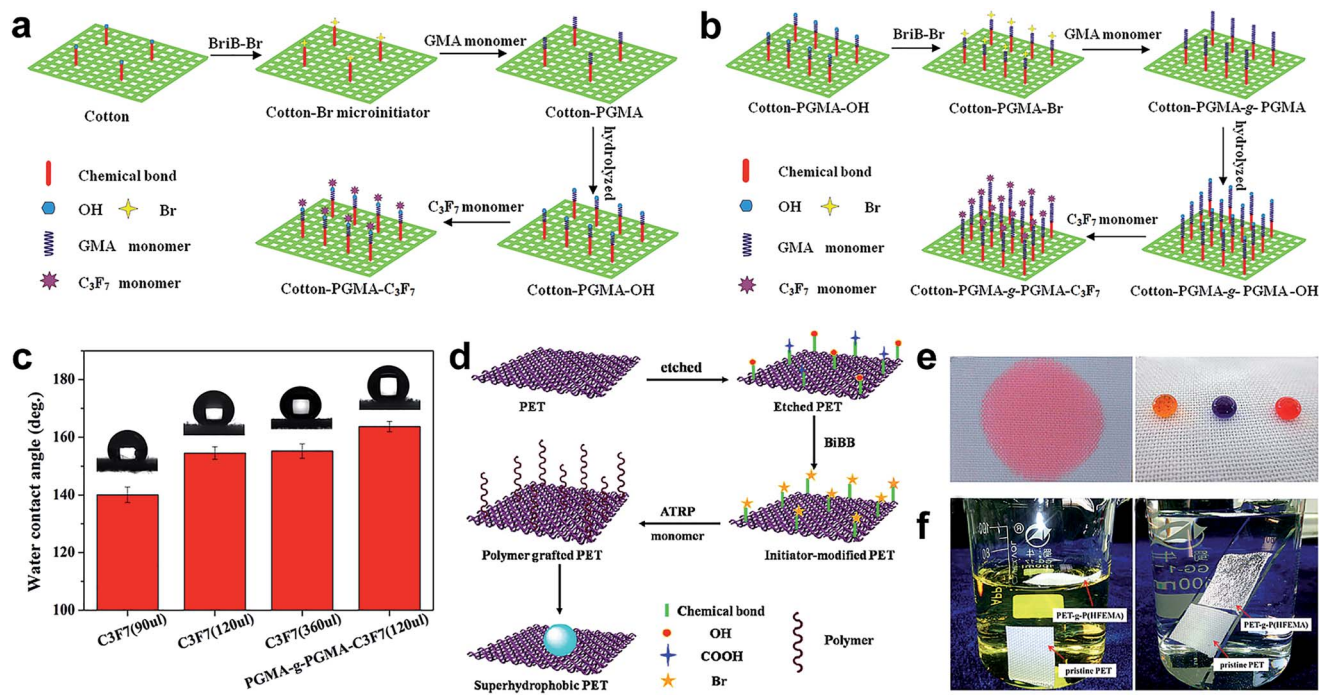 a
BriB-Br
GMA monomer
Cotton
Cotton-Br microinitiator
Cotton-PGMA
hydrolyzed
Chemical bond
OH
Br
GMA monomer
C₃F₇ monomer
C₃F₇ monomer
Cotton-PGMA-C₃F₇
Cotton-PGMA-OH
b
BriB-Br
GMA monomer
Cotton-PGMA-OH
Cotton-PGMA-Br
Cotton-PGMA-g- PGMA
hydrolyzed
Chemical bond
OH
Br
GMA monomer
C₃F₇ monomer
C₃F₇ monomer
Cotton-PGMA-g-PGMA-C₃F₇
Cotton-PGMA-g- PGMA-OH
c
Water contact angle (deg.)
180
160
140
120
100
C3F7(90ul)
C3F7(120ul)
C3F7(360ul)
PGMA-g-PGMA-C3F7(120ul)
d
etched
PET
Etched PET
BiBB
ATRP
monomer
Polymer grafted PET
Initiator-modified PET
Chemical bond
OH
COOH
Br
Polymer
Superhydrophobic PET
e
f
PET-g-P(HFEMA)
pristine PET
GG-1
PET-g-P(HFEMA)
pristine PET